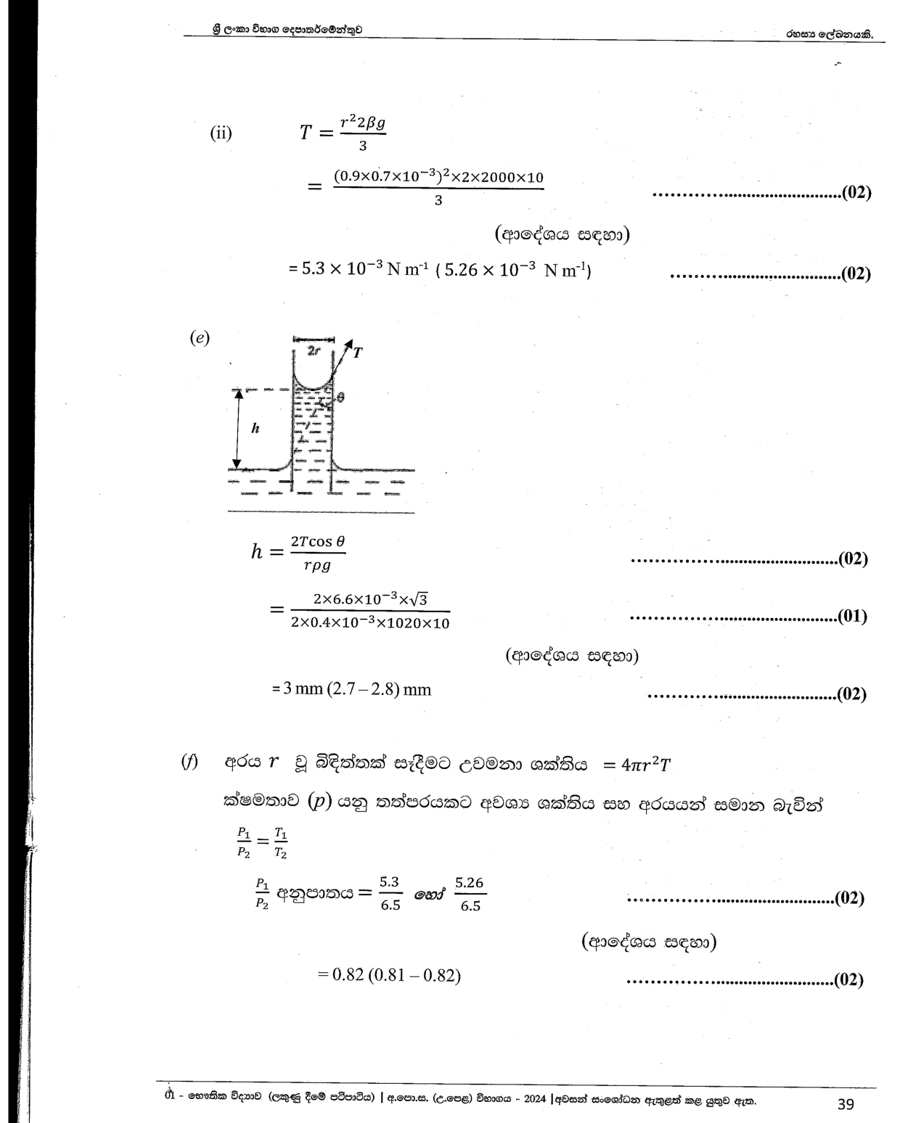 ශ්‍රී ලංකා විභාග දෙපාර්තමේන්තුව
රහස්‍ය ලේඛනයකි.
(ii) T = r²2βg / 3
= (0.9×0.7×10⁻³)²×2×2000×10 / 3 ..........................................(02)
(ආදේශය සඳහා)
= 5.3 × 10⁻³ N m⁻¹ ( 5.26 × 10⁻³ N m⁻¹) ..........................................(02)
(e)
2r
T
θ
h
h = 2Tcos θ / rρg ..........................................(02)
= 2×6.6×10⁻³×√3 / 2×0.4×10⁻³×1020×10 ..........................................(01)
(ආදේශය සඳහා)
= 3 mm (2.7 – 2.8) mm ..........................................(02)
(f) අරය r වූ බිඳිත්තක් සෑදීමට උවමනා ශක්තිය = 4πr²T
ක්ෂමතාව (p) යනු තත්පරයකට අවශ්‍ය ශක්තිය සහ අරයයන් සමාන බැවින්
P₁/P₂ = T₁/T₂
P₁/P₂ අනුපාතය = 5.3/6.5 හෝ 5.26/6.5 ..........................................(02)
(ආදේශය සඳහා)
= 0.82 (0.81 – 0.82) ..........................................(02)
01 - භෞතික විද්‍යාව (ලකුණු දීමේ පටිපාටිය) | අ.පො.ස. (උ.පෙළ) විභාගය - 2024 |අවසන් සංශෝධන ඇතුළත් කළ යුතුව ඇත.
39